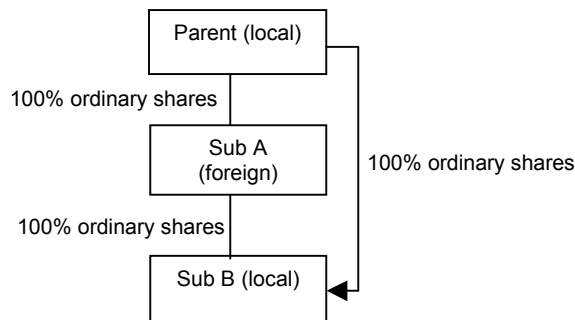 Parent (local)
100% ordinary shares
Sub A
(foreign)
100% ordinary shares
100% ordinary shares
Sub B (local)